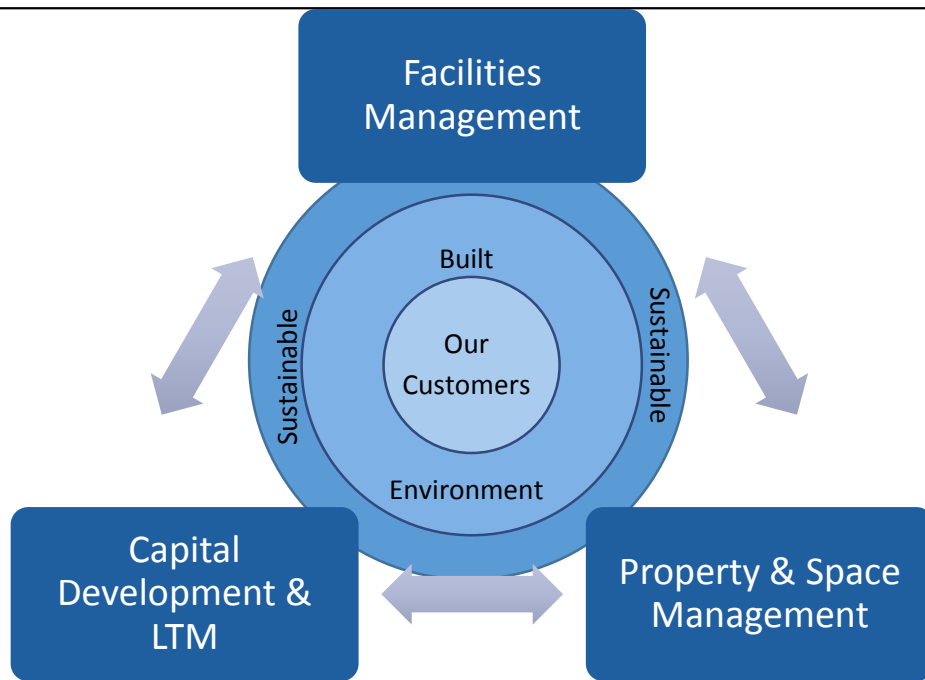 Facilities
Management
Built
Sustainable
Sustainable
Our
Customers
Environment
Capital
Development &
LTM
Property & Space
Management